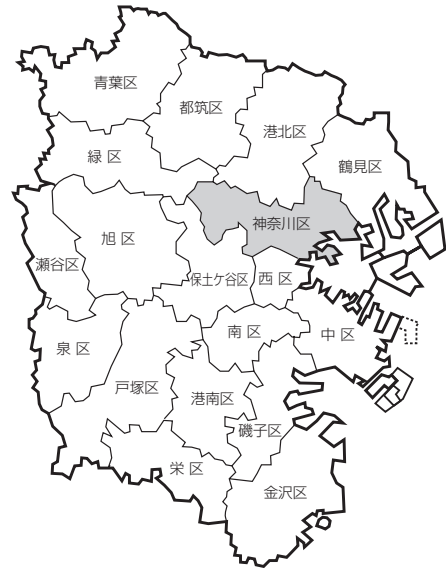 青葉区
都筑区
港北区
緑 区
鶴見区
神奈川区
旭 区
瀬谷区
保土ケ谷区
西 区
泉 区
南 区
中 区
戸塚区
港南区
磯子区
栄 区
金沢区